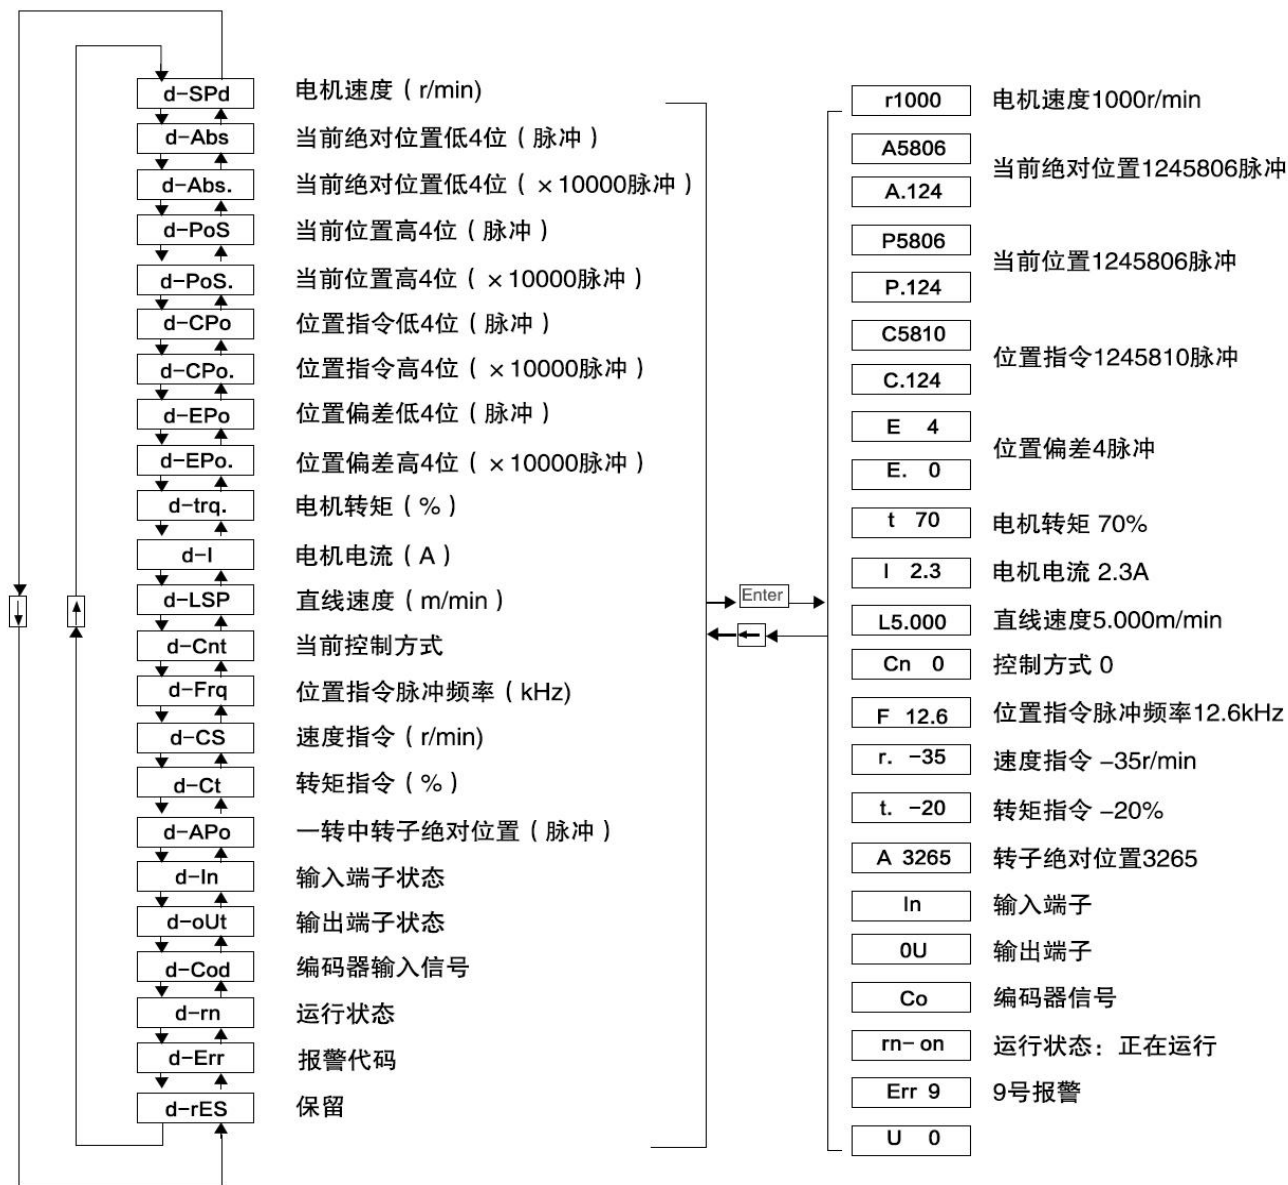 d-SPd 电机速度（r/min)
d-Abs 当前绝对位置低4位（脉冲）
d-Abs. 当前绝对位置低4位（×10000脉冲）
d-PoS 当前位置高4位（脉冲）
d-PoS. 当前位置高4位（×10000脉冲）
d-CPo 位置指令低4位（脉冲）
d-CPo. 位置指令高4位（×10000脉冲）
d-EPo 位置偏差低4位（脉冲）
d-EPo. 位置偏差高4位（×10000脉冲）
d-trq. 电机转矩（%）
d-I 电机电流（A）
d-LSP 直线速度（m/min）
d-Cnt 当前控制方式
d-Frq 位置指令脉冲频率（kHz)
d-CS 速度指令（r/min)
d-Ct 转矩指令（%）
d-APo 一转中转子绝对位置（脉冲）
d-In 输入端子状态
d-oUt 输出端子状态
d-Cod 编码器输入信号
d-rn 运行状态
d-Err 报警代码
d-rES 保留
Enter
r1000 电机速度1000r/min
A5806
当前绝对位置1245806脉冲
A.124
P5806
当前位置1245806脉冲
P.124
C5810
位置指令1245810脉冲
C.124
E 4
位置偏差4脉冲
E. 0
t 70 电机转矩 70%
I 2.3 电机电流 2.3A
L5.000 直线速度5.000m/min
Cn 0 控制方式 0
F 12.6 位置指令脉冲频率12.6kHz
r. -35 速度指令 -35r/min
t. -20 转矩指令 -20%
A 3265 转子绝对位置3265
In 输入端子
0U 输出端子
Co 编码器信号
rn- on 运行状态：正在运行
Err 9 9号报警
U 0